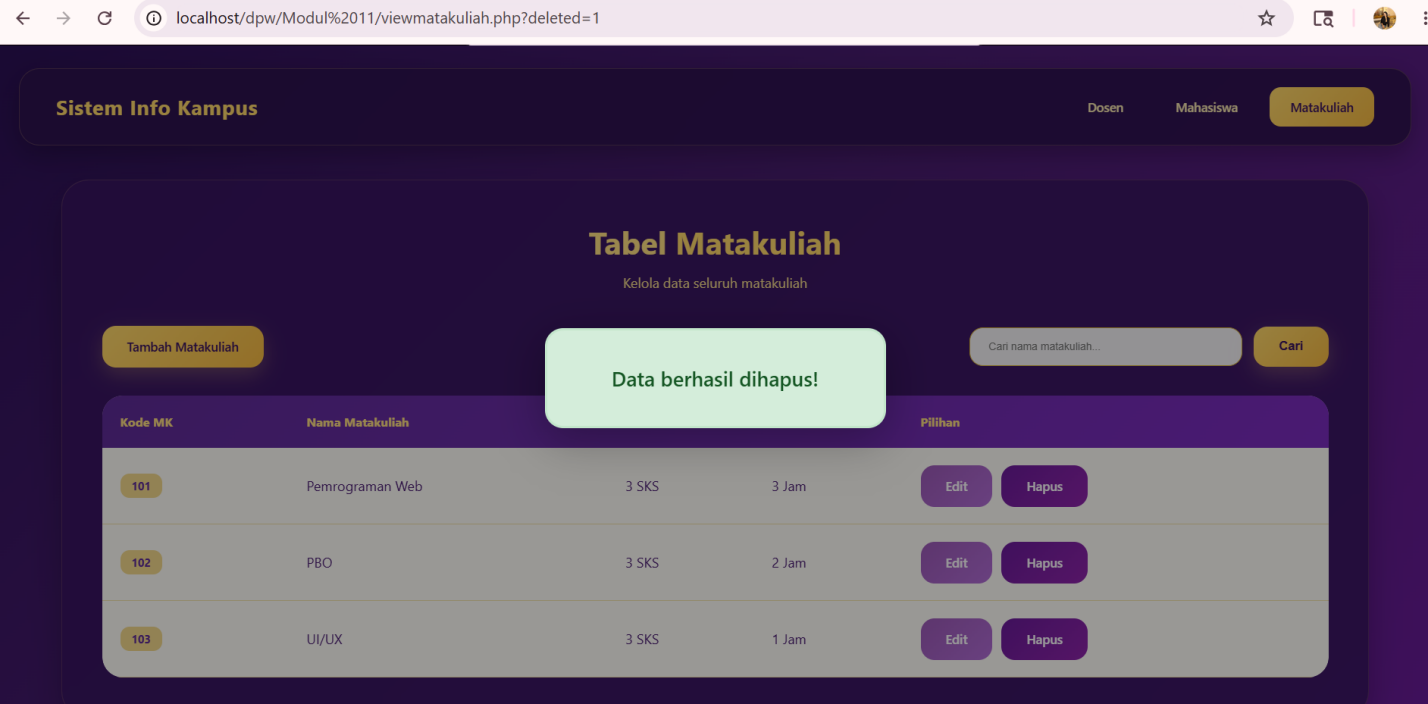 localhost/dpw/Modul%2011/viewmatakuliah.php?deleted=1
Sistem Info Kampus
Dosen
Mahasiswa
Matakuliah
Tabel Matakuliah
Kelola data seluruh matakuliah
Tambah Matakuliah
Cari nama matakuliah...
Cari
Data berhasil dihapus!
Kode MK Nama Matakuliah Pilihan
101 Pemrograman Web 3 SKS 3 Jam Edit Hapus
102 PBO 3 SKS 2 Jam Edit Hapus
103 UI/UX 3 SKS 1 Jam Edit Hapus